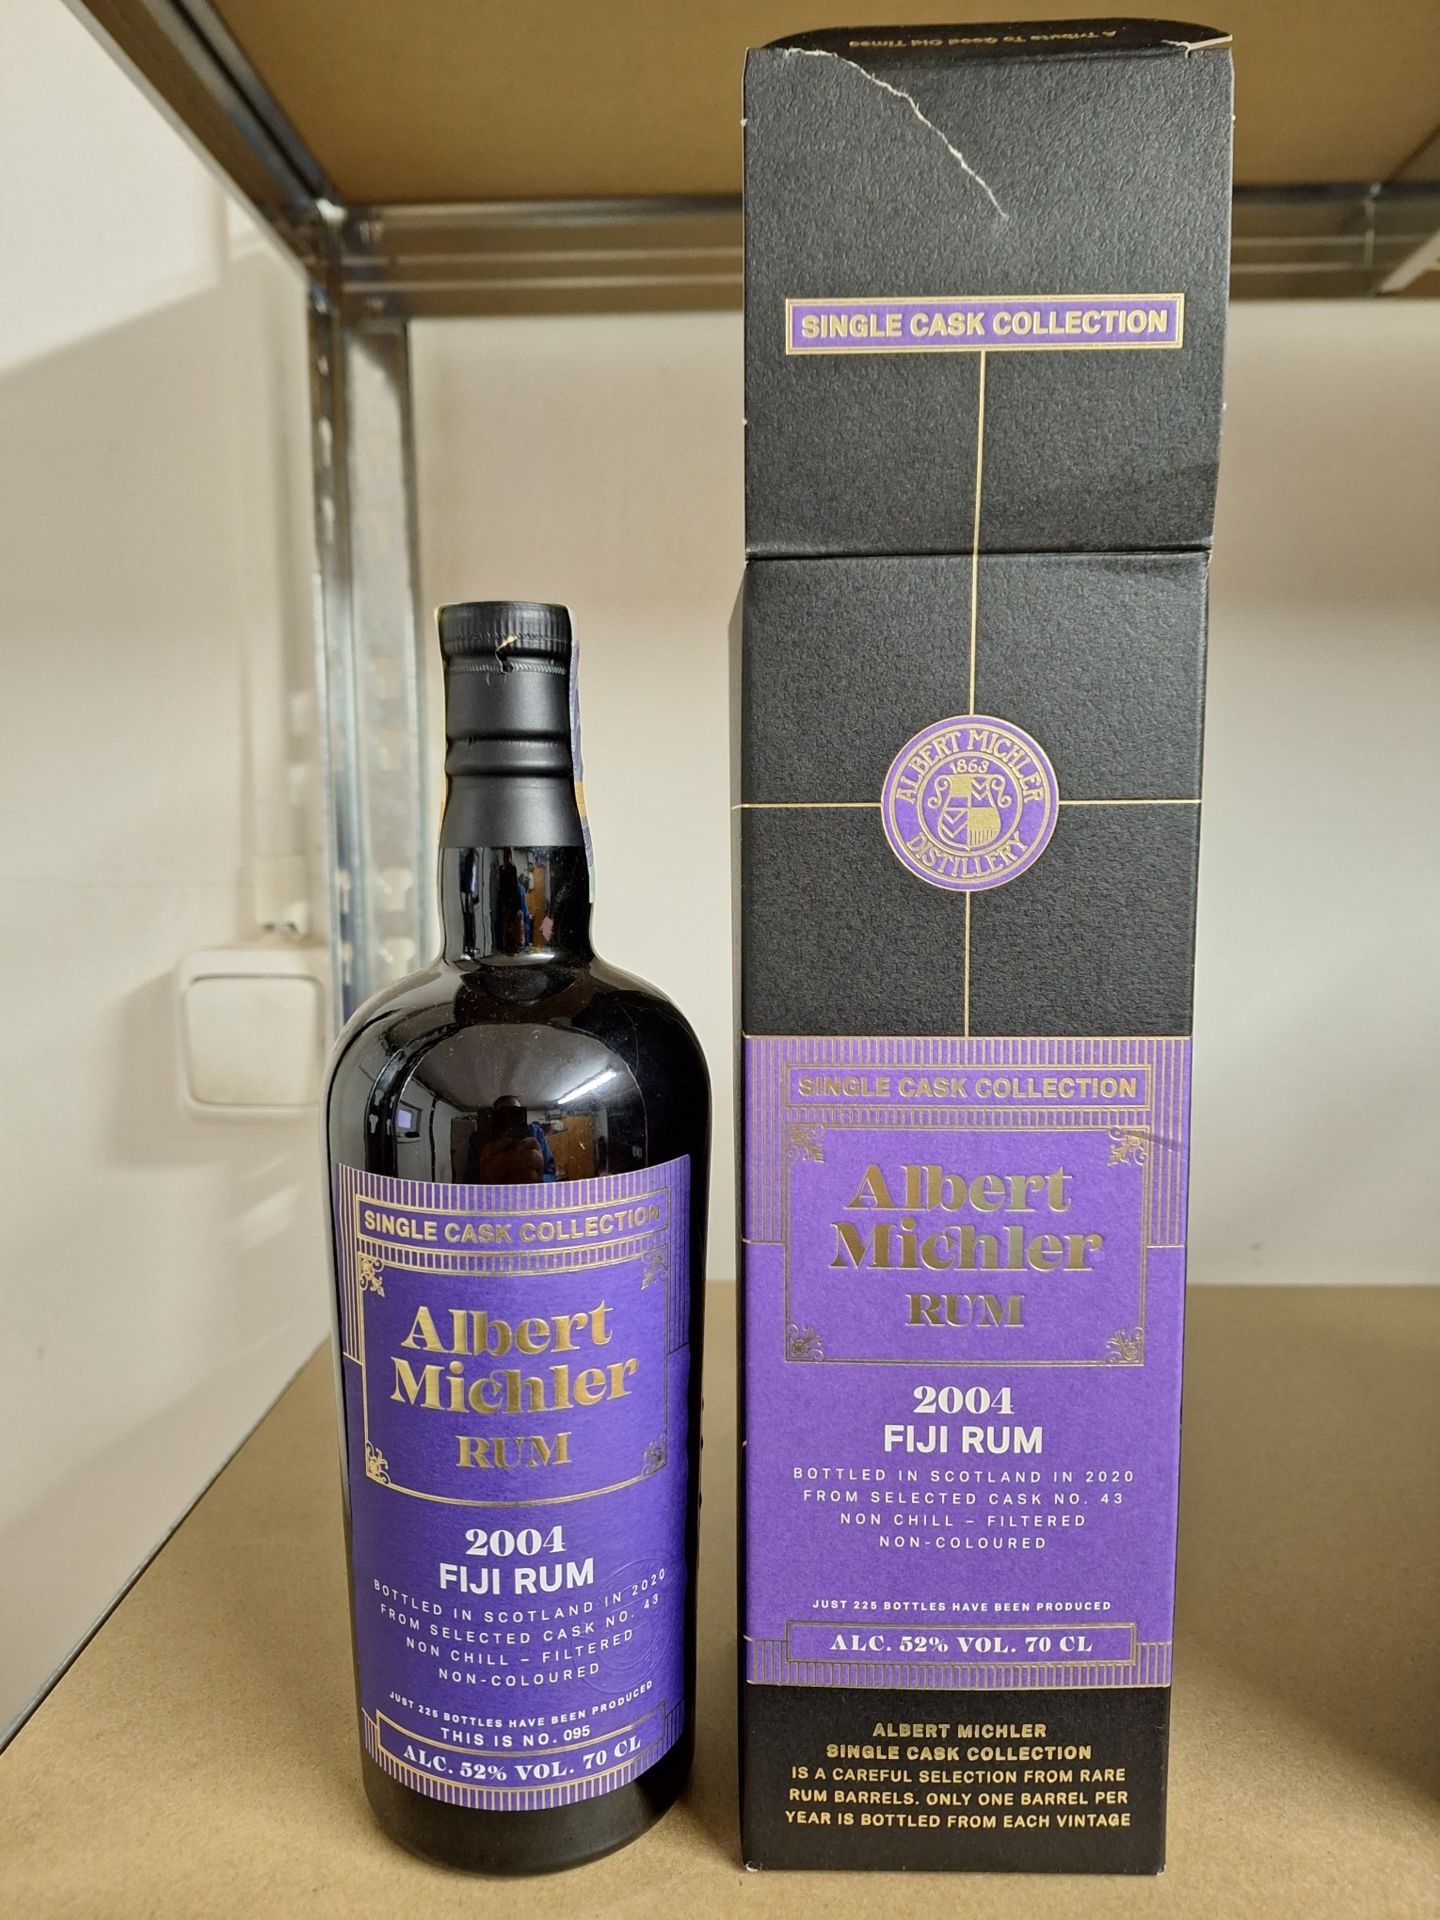 SINGLE CASK COLLECTION
Albert
Michler
RUM
2004
FIJI RUM
BOTTLED IN SCOTLAND IN 2020
FROM SELECTED CASK NO. 43
NON CHILL – FILTERED
NON-COLOURED
JUST 225 BOTTLES HAVE BEEN PRODUCED
THIS IS NO. 095
ALC. 52% VOL. 70 CL
A Tribute To Good Old Times
SINGLE CASK COLLECTION
ALBERT MICHLER
1863
DISTILLERY
SINGLE CASK COLLECTION
Albert
Michler
RUM
2004
FIJI RUM
BOTTLED IN SCOTLAND IN 2020
FROM SELECTED CASK NO. 43
NON CHILL – FILTERED
NON-COLOURED
JUST 225 BOTTLES HAVE BEEN PRODUCED
ALC. 52% VOL. 70 CL
ALBERT MICHLER
SINGLE CASK COLLECTION
IS A CAREFUL SELECTION FROM RARE
RUM BARRELS. ONLY ONE BARREL PER
YEAR IS BOTTLED FROM EACH VINTAGE